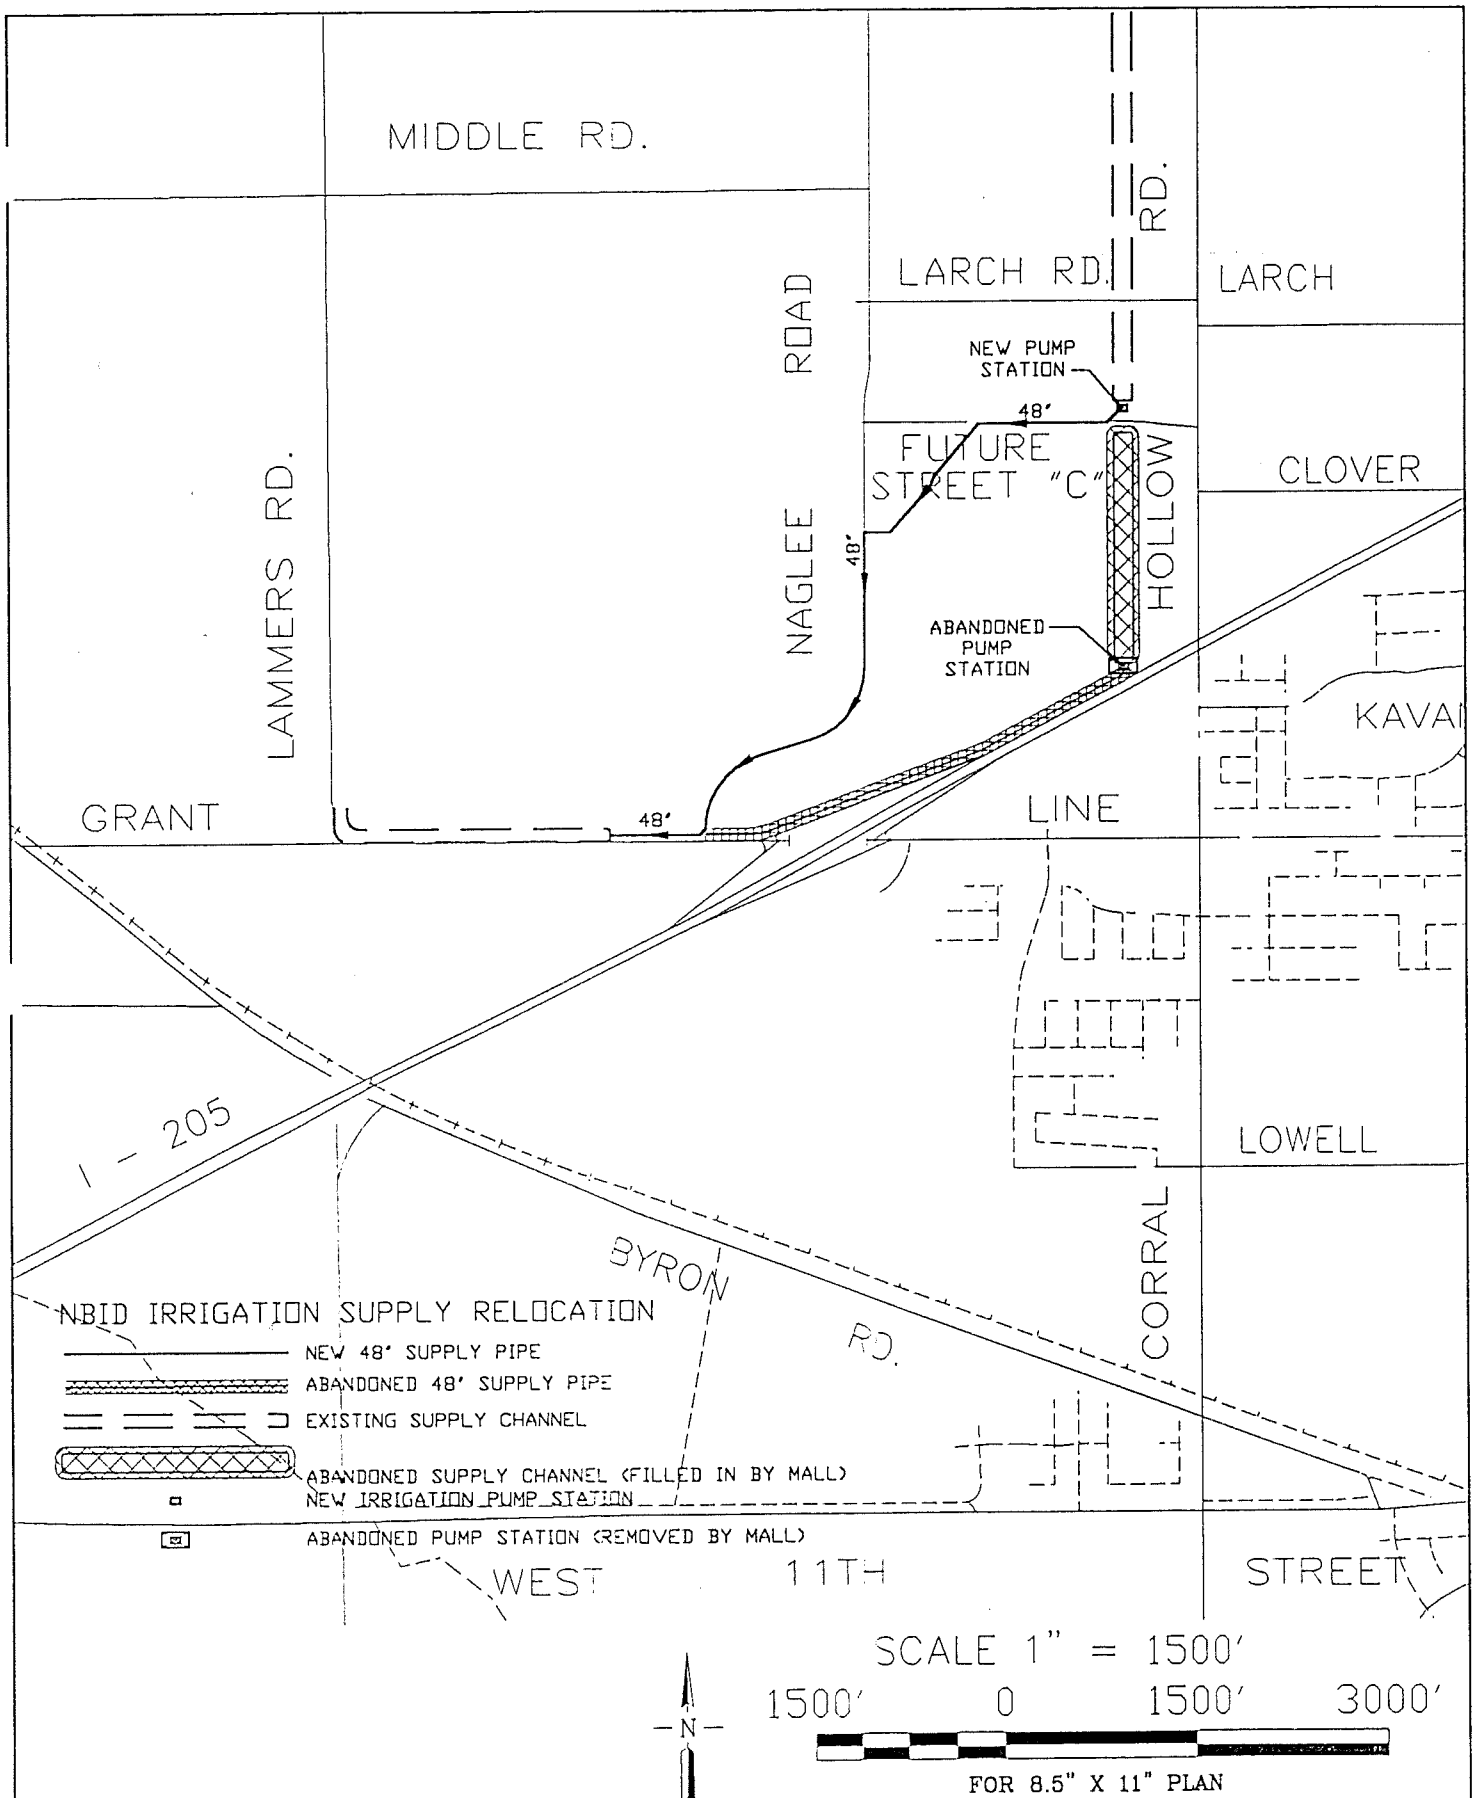 MIDDLE RD.
RD.
LARCH RD.
LARCH
ROAD
NEW PUMP
STATION
48"
FUTURE
STREET "C"
CLOVER
HOLLOW
LAMMERS RD.
NAGLEE
48"
ABANDONED
PUMP
STATION
GRANT
48"
LINE
I - 205
LOWELL
CORRAL
BYRON
RD.
NBID IRRIGATION SUPPLY RELOCATION
NEW 48" SUPPLY PIPE
ABANDONED 48" SUPPLY PIPE
EXISTING SUPPLY CHANNEL
ABANDONED SUPPLY CHANNEL (FILLED IN BY MALL)
NEW IRRIGATION PUMP STATION
ABANDONED PUMP STATION (REMOVED BY MALL)
WEST 11TH STREET
SCALE 1" = 1500'
1500' 0 1500' 3000'
N
FOR 8.5" X 11" PLAN